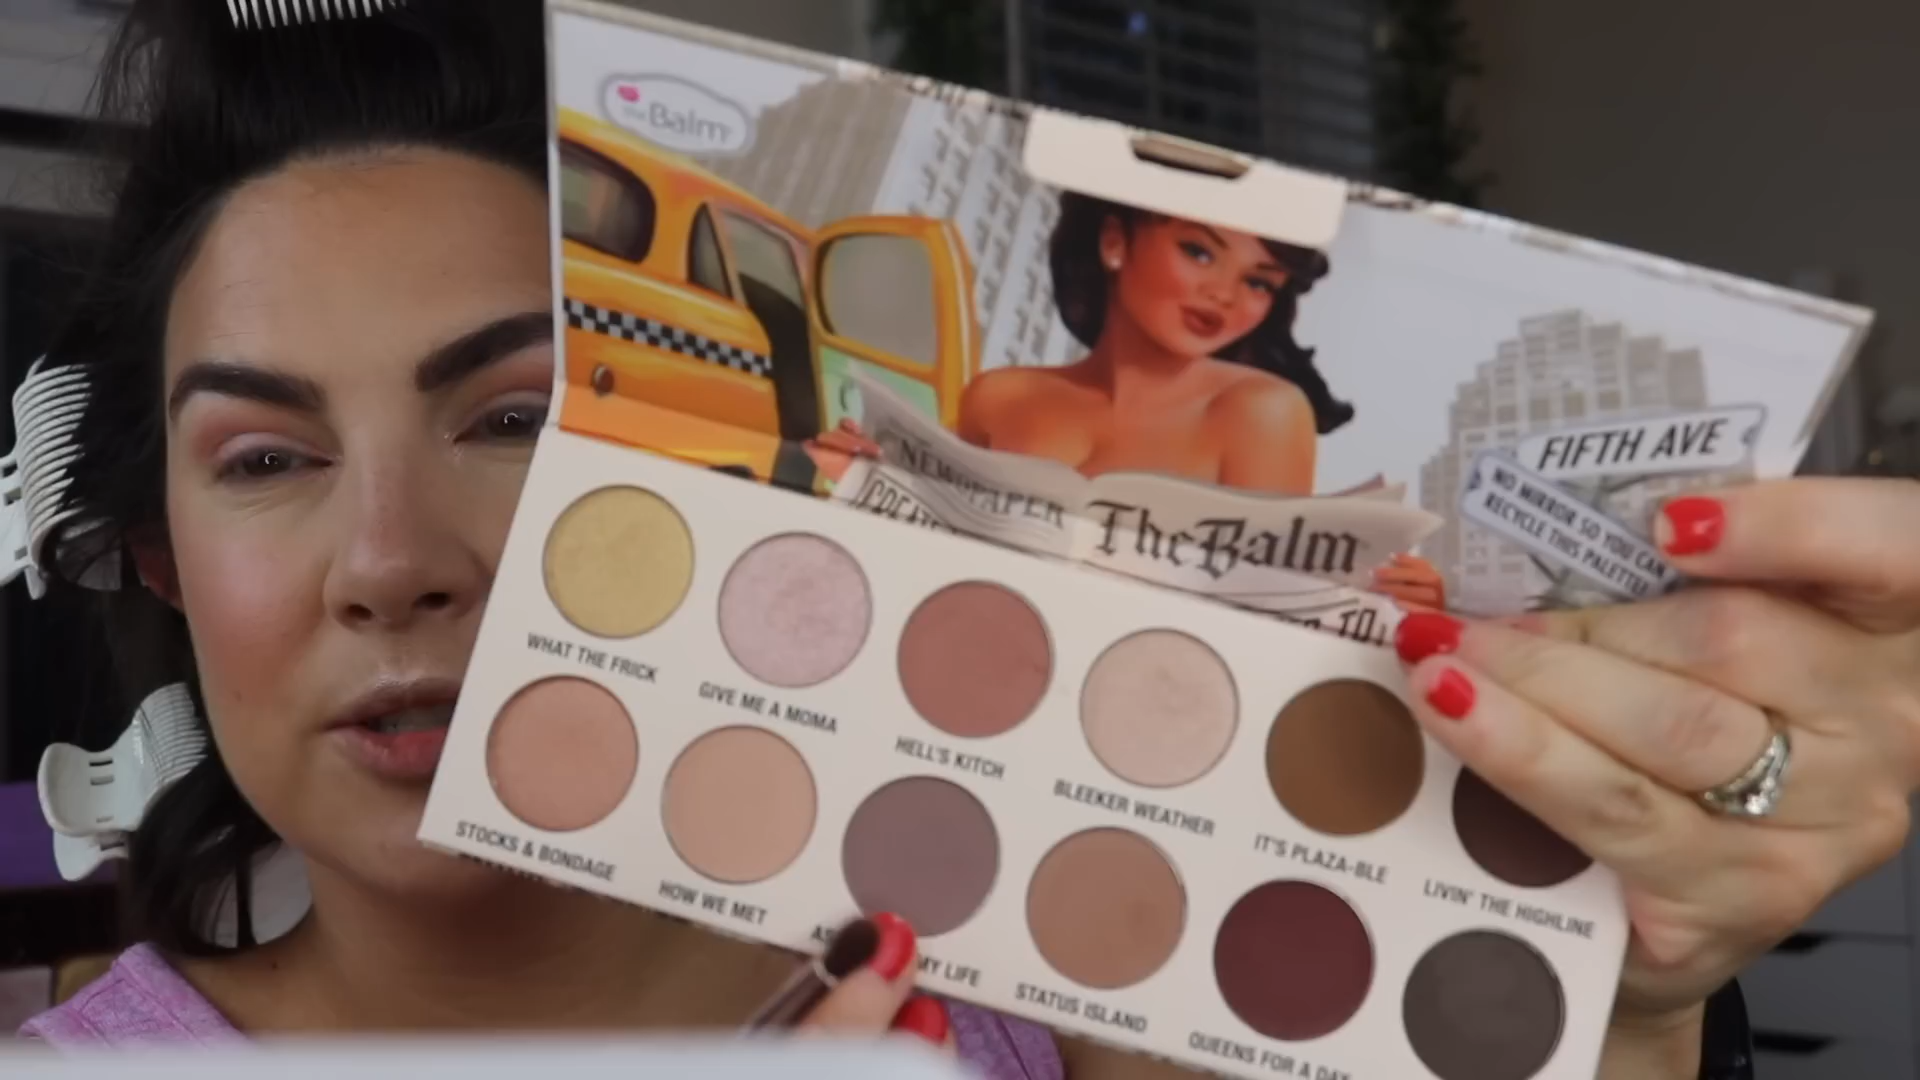 theBalm
FIFTH AVE
NO MIRROR SO YOU CAN
RECYCLE THIS PALETTE!
NEWSPAPER
TheBalm
TO
WHAT THE FRICK
GIVE ME A MOMA
HELL'S KITCH
BLEEKER WEATHER
IT'S PLAZA-BLE
LIVIN' THE HIGHLINE
STOCKS & BONDAGE
HOW WE MET
MY LIFE
STATUS ISLAND
QUEENS FOR A DAY